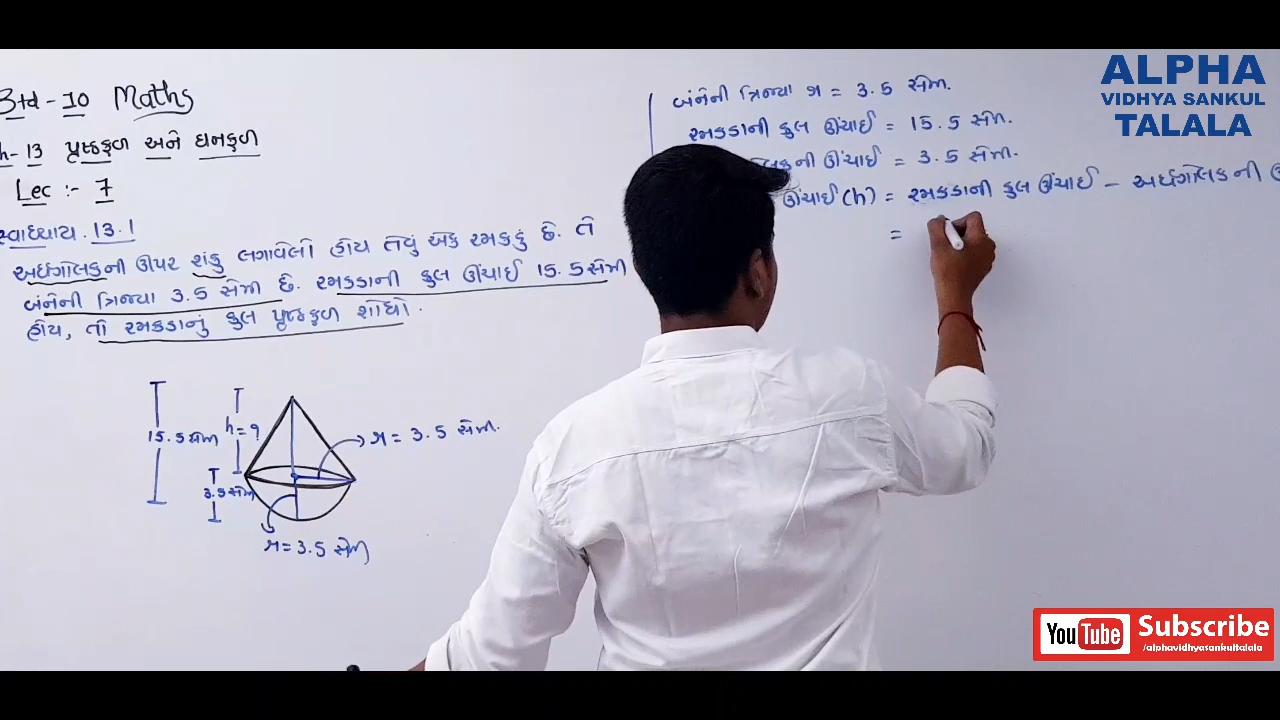 Std - 10 Maths
h - 13 પૃષ્ઠફળ અને ઘનફળ
Lec :- 7
સ્વાધ્યાય . 13.1
અર્ધગોલકની ઊપર શંકુ લગાવેલો હોય તેવું એક રમકડું છે. તે
બંનેની ત્રિજ્યા 3.5 સેમી છે. રમકડાની કુલ ઊંચાઈ 15.5 સેમી
હોય, તો રમકડાનું કુલ પૃષ્ઠફળ શોધો.
15.5 સેમી
h = ?
3.5 સેમી
r = 3.5 સેમી.
r = 3.5 સેમી
બંનેની ત્રિજ્યા r = 3.5 સેમી.
રમકડાની કુલ ઊંચાઈ = 15.5 સેમી.
લકની ઊંચાઈ = 3.5 સેમી.
ઊંચાઈ (h) = રમકડાની કુલ ઊંચાઈ - અર્ધગોલક ની
=
ALPHA
VIDHYA SANKUL
TALALA
YouTube Subscribe
/alphavidhyasankultalala